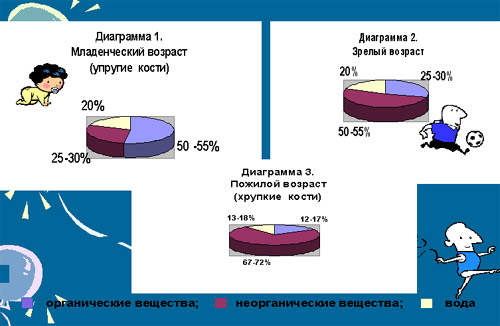 Диаграмма 1.
Младенческий возраст
(упругие кости)
20%
50 -55%
25-30%
Диаграмма 2.
Зрелый возраст
20%
25-30%
50-55%
Диаграмма 3.
Пожилой возраст
(хрупкие кости)
13-18%
12-17%
67-72%
органические вещества; неорганические вещества; вода